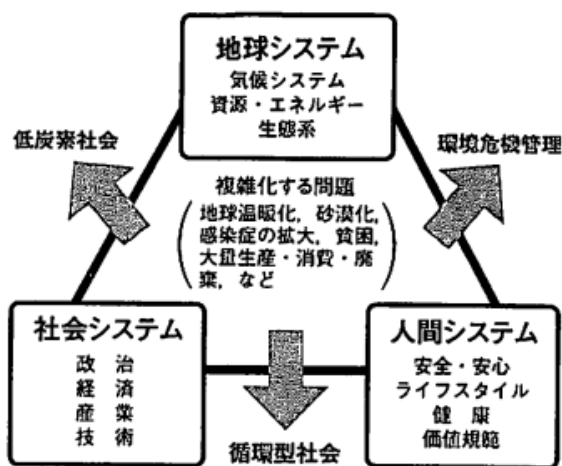 地球システム
気候システム
資源・エネルギー
生態系
低炭素社会
環境危機管理
複雑化する問題
（地球温暖化，砂漠化，
感染症の拡大，貧困，
大量生産・消費・廃
棄，など）
社会システム
政　治
経　済
産　業
技　術
人間システム
安全・安心
ライフスタイル
健　康
価値規範
循環型社会